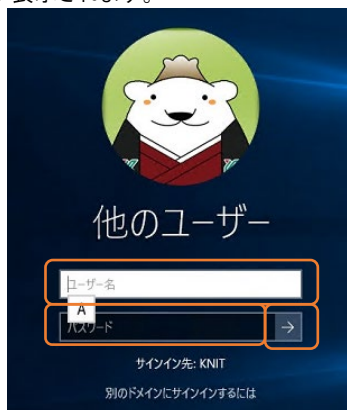 表示されます。
他のユーザー
ユーザー名
A
パスワード
サインイン先: KNIT
別のドメインにサインインするには